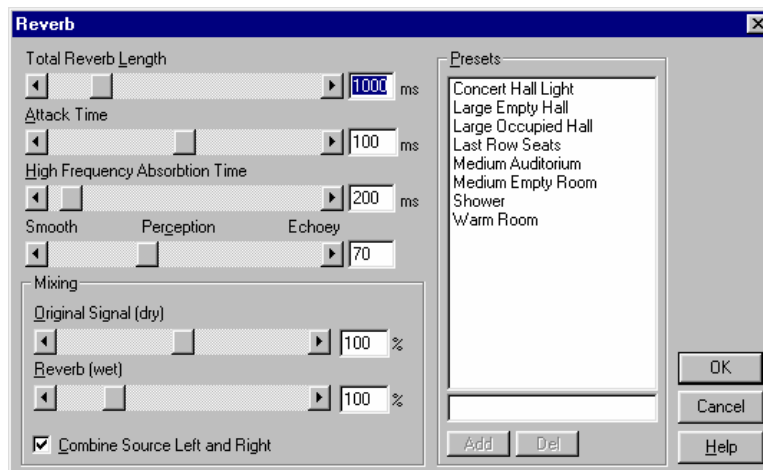 Reverb
Total Reverb Length
1000 ms
Attack Time
100 ms
High Frequency Absorbtion Time
200 ms
Smooth Perception Echoey
70
Mixing
Original Signal (dry)
100 %
Reverb (wet)
100 %
Combine Source Left and Right
Presets
Concert Hall Light
Large Empty Hall
Large Occupied Hall
Last Row Seats
Medium Auditorium
Medium Empty Room
Shower
Warm Room
Add Del
OK
Cancel
Help